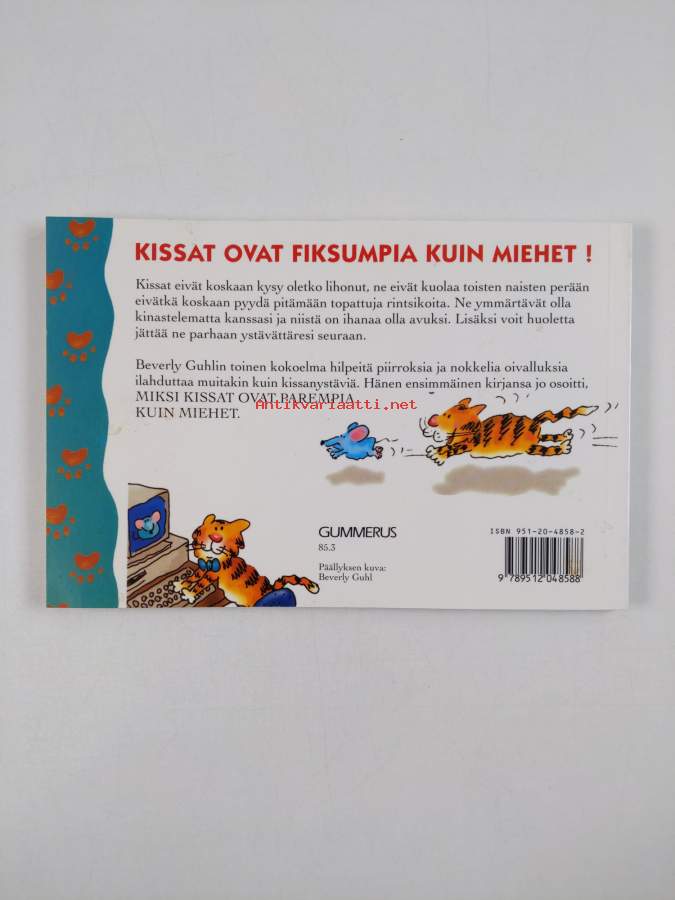 KISSAT OVAT FIKSUMPIA KUIN MIEHET !
Kissat eivät koskaan kysy oletko lihonut, ne eivät kuolaa toisten naisten perään
eivätkä koskaan pyydä pitämään topattuja rintsikoita. Ne ymmärtävät olla
kinastelematta kanssasi ja niistä on ihanaa olla avuksi. Lisäksi voit huoletta
jättää ne parhaan ystävättäresi seuraan.
Beverly Guhlin toinen kokoelma hilpeitä piirroksia ja nokkelia oivalluksia
ilahduttaa muitakin kuin kissanystäviä. Hänen ensimmäinen kirjansa jo osoitti,
MIKSI KISSAT OVAT PAREMPIA
KUIN MIEHET.
Antikvariaatti.net
GUMMERUS
85.3
Päällyksen kuva:
Beverly Guhl
ISBN 951-20-4858-2
9 789512 048588